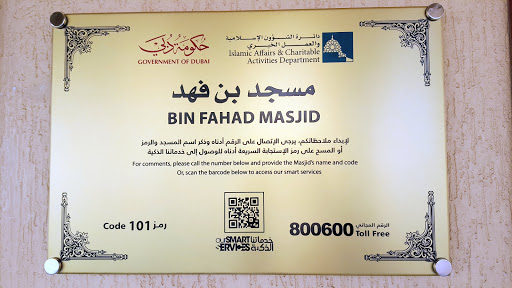 حكومة دبي
GOVERNMENT OF DUBAI
دائرة الشؤون الإسلامية
والعمل الخيري
Islamic Affairs & Charitable
Activities Department
مسجد بن فهد
BIN FAHAD MASJID
لإبداء ملاحظاتكم، يرجى الإتصال على الرقم أدناه وذكر اسم المسجد والرمز
أو المسح على رمز الإستجابة السريعة أدناه للوصول إلى خدماتنا الذكية
For comments, please call the number below and provide the Masjid's name and code
Or, scan the barcode below to access our smart services
Code 101 رمز
our SMART SERVICES خدماتنا الذكية
800600 الرقم المجاني
Toll Free